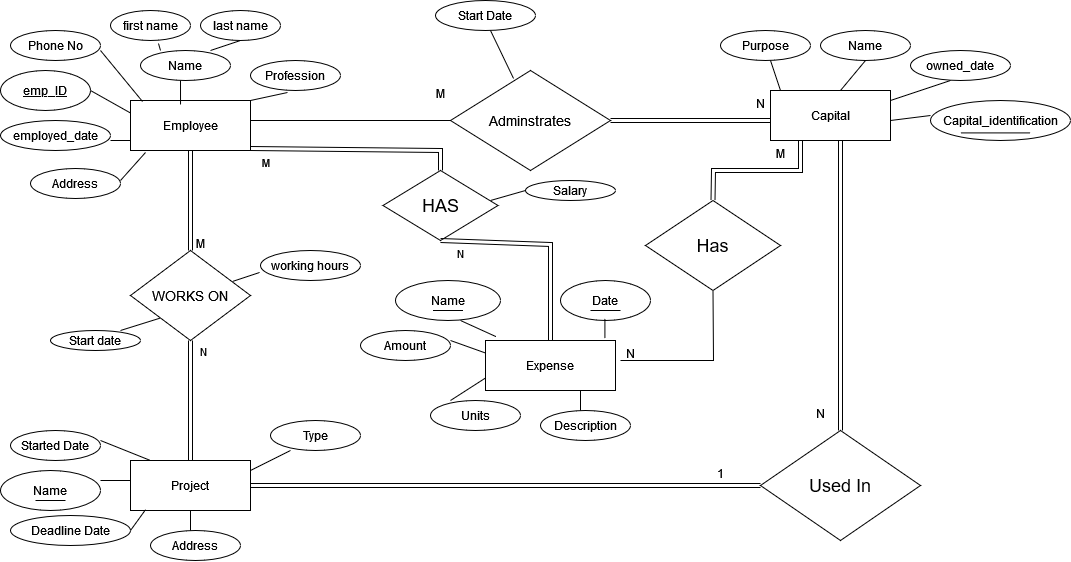 first name
last name
Start Date
Phone No
Name
Purpose
Name
Profession
owned_date
emp_ID
M
N
Employee
Adminstrates
Capital
Capital_identification
employed_date
M
M
Address
HAS
Salary
M
Has
N
working hours
WORKS ON
Name
Date
Start date
N
Amount
N
Expense
Units
Description
N
Started Date
Type
1
Name
Project
Used In
Deadline Date
Address